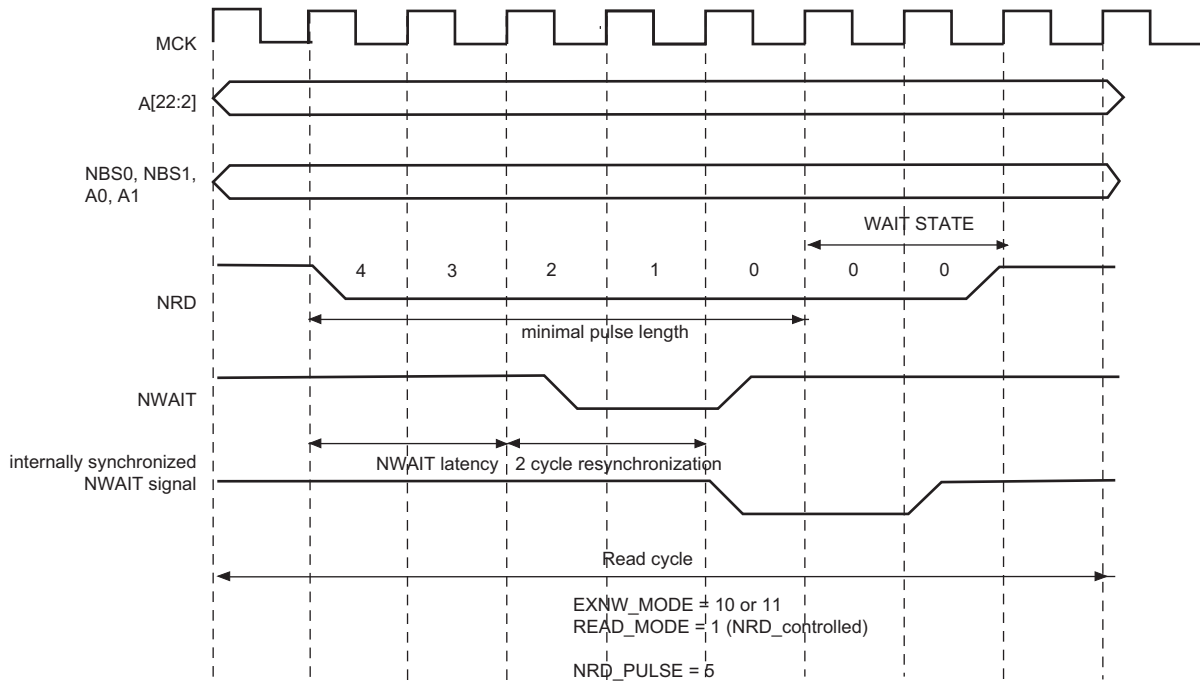 MCK
A[22:2]
NBS0, NBS1,
A0, A1
WAIT STATE
4 3 2 1 0 0 0
NRD
minimal pulse length
NWAIT
NWAIT latency 2 cycle resynchronization
internally synchronized
NWAIT signal
Read cycle
EXNW_MODE = 10 or 11
READ_MODE = 1 (NRD_controlled)
NRD_PULSE = 5